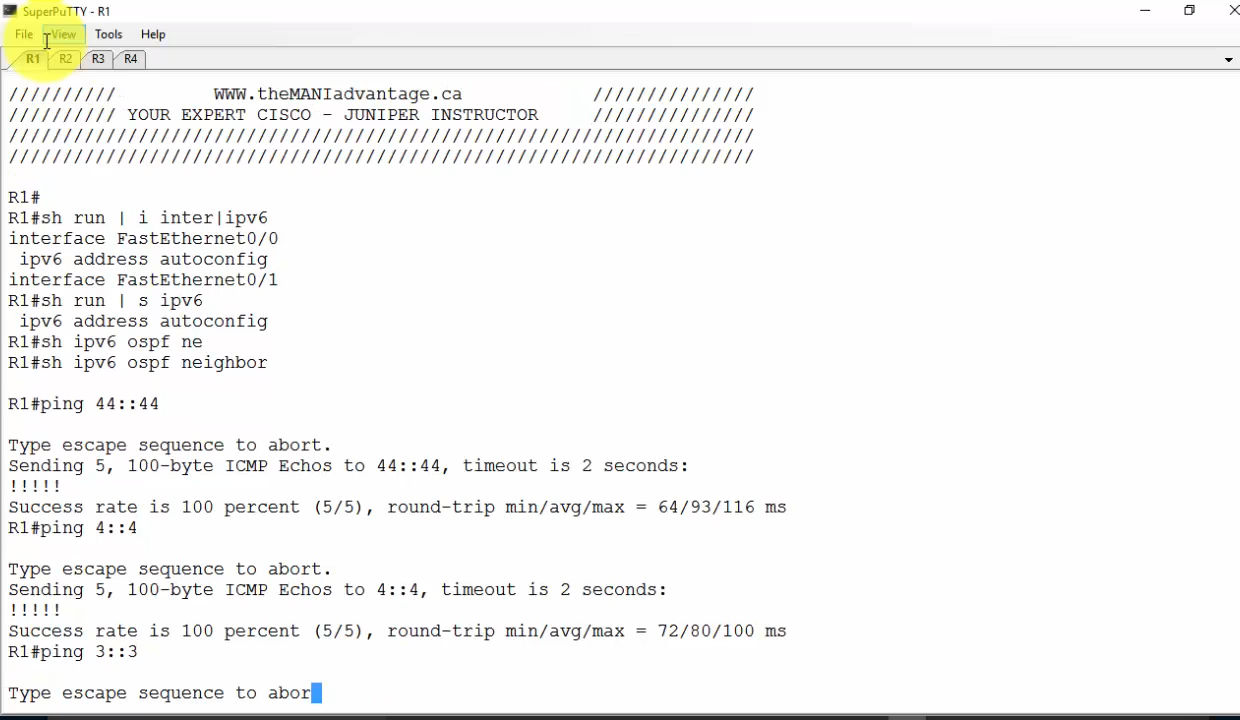 SuperPuTTY - R1
File View Tools Help
R1 R2 R3 R4
////////// WWW.theMANIadvantage.ca ///////////////
////////// YOUR EXPERT CISCO - JUNIPER INSTRUCTOR ///////////////
/////////////////////////////////////////////////////////////////////
/////////////////////////////////////////////////////////////////////
R1#
R1#sh run | i inter|ipv6
interface FastEthernet0/0
ipv6 address autoconfig
interface FastEthernet0/1
R1#sh run | s ipv6
ipv6 address autoconfig
R1#sh ipv6 ospf ne
R1#sh ipv6 ospf neighbor
R1#ping 44::44
Type escape sequence to abort.
Sending 5, 100-byte ICMP Echos to 44::44, timeout is 2 seconds:
!!!!!
Success rate is 100 percent (5/5), round-trip min/avg/max = 64/93/116 ms
R1#ping 4::4
Type escape sequence to abort.
Sending 5, 100-byte ICMP Echos to 4::4, timeout is 2 seconds:
!!!!!
Success rate is 100 percent (5/5), round-trip min/avg/max = 72/80/100 ms
R1#ping 3::3
Type escape sequence to abor